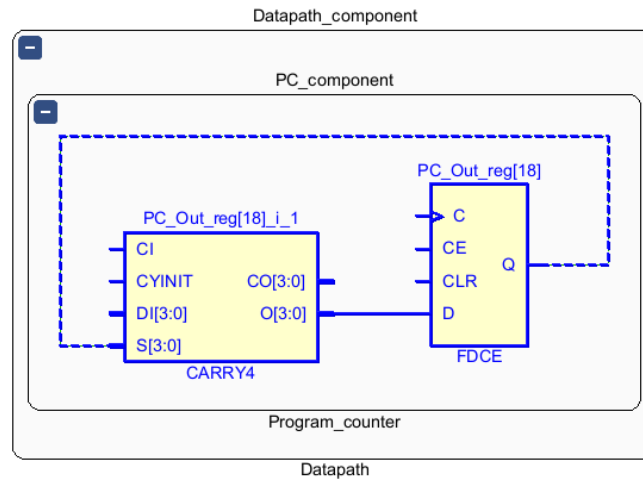 Datapath_component
PC_component
PC_Out_reg[18]
PC_Out_reg[18]_i_1
C
CI
CE
CYINIT
CO[3:0]
CLR
Q
DI[3:0]
O[3:0]
D
S[3:0]
CARRY4
FDCE
Program_counter
Datapath